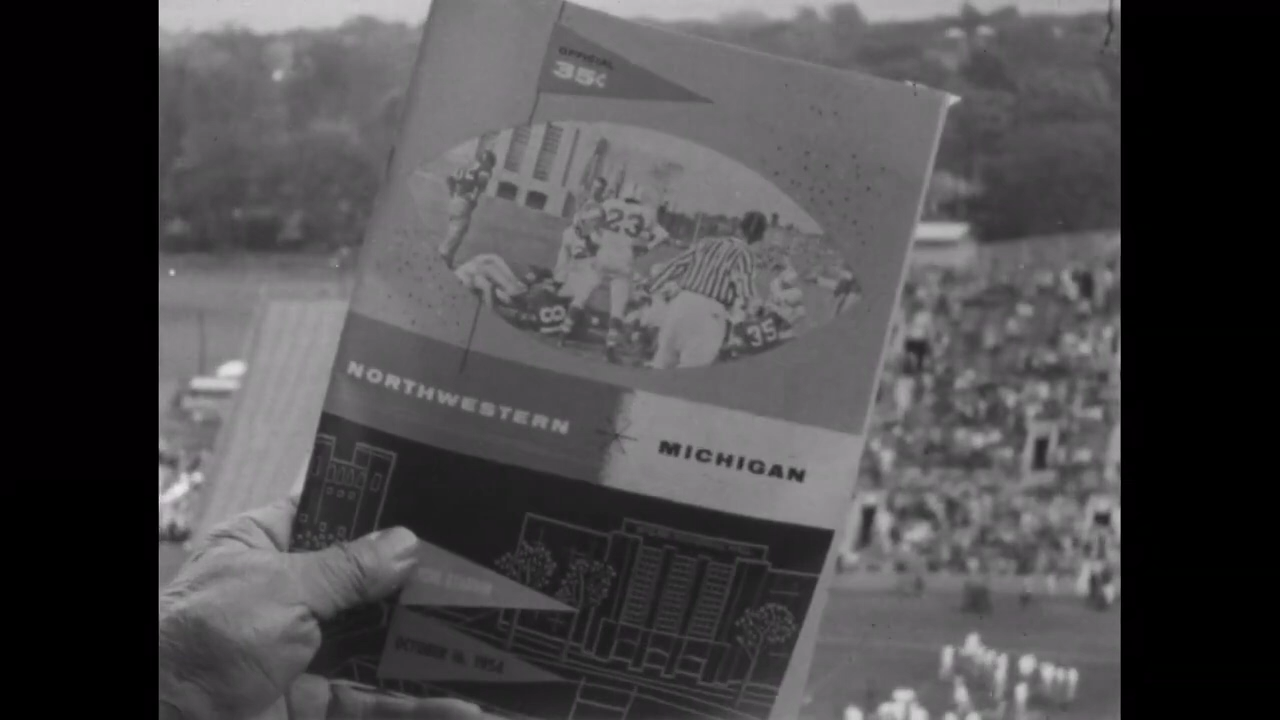 OFFICIAL
35¢
23
81
35
NORTHWESTERN
MICHIGAN
OCTOBER 16, 1954